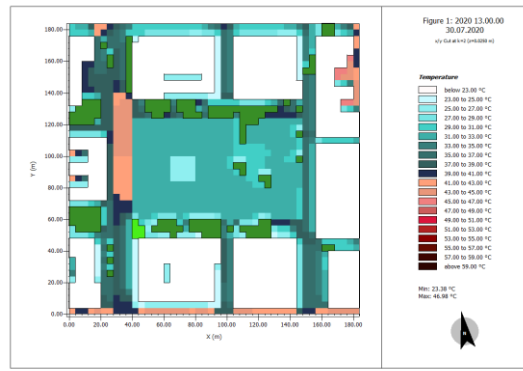 Figure 1: 2020 13.00.00
30.07.2020
x/y Cut at k=1 (z=0.0250 m)
Temperature
below 23.00 °C
23.00 to 25.00 °C
25.00 to 27.00 °C
27.00 to 29.00 °C
29.00 to 31.00 °C
31.00 to 33.00 °C
33.00 to 35.00 °C
35.00 to 37.00 °C
37.00 to 39.00 °C
39.00 to 41.00 °C
41.00 to 43.00 °C
43.00 to 45.00 °C
45.00 to 47.00 °C
47.00 to 49.00 °C
49.00 to 51.00 °C
51.00 to 53.00 °C
53.00 to 55.00 °C
55.00 to 57.00 °C
57.00 to 59.00 °C
above 59.00 °C
Min: 23.38 °C
Max: 46.98 °C
N
180.00
160.00
140.00
120.00
100.00
80.00
60.00
40.00
20.00
0.00
Y (m)
0.00 20.00 40.00 60.00 80.00 100.00 120.00 140.00 160.00 180.00
X (m)